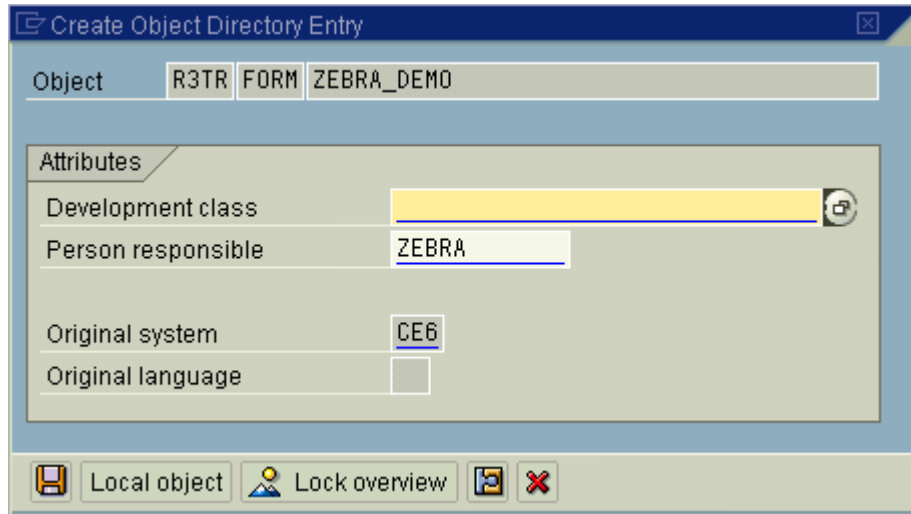 Create Object Directory Entry
Object R3TR FORM ZEBRA_DEMO
Attributes
Development class
Person responsible ZEBRA
Original system CE6
Original language
Local object Lock overview